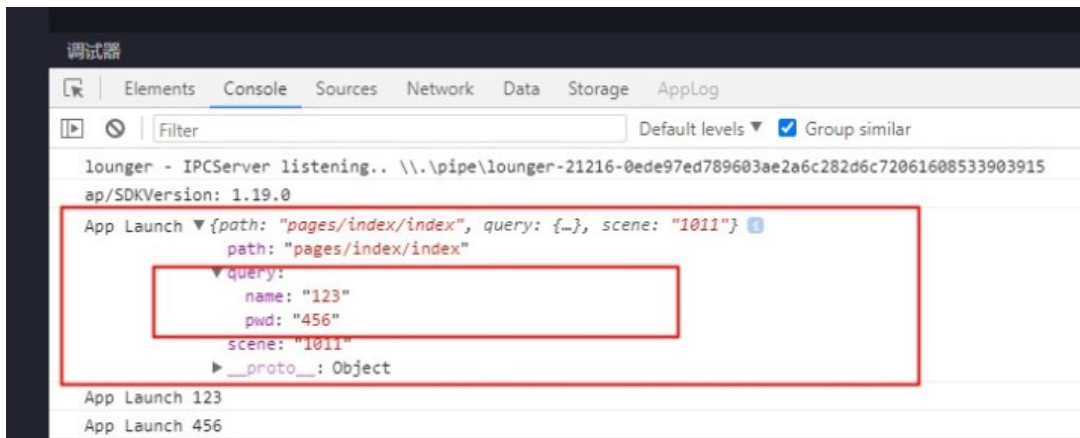 调试器
Elements Console Sources Network Data Storage AppLog
Filter Default levels ▼ Group similar
lounger - IPCServer listening.. \\.\pipe\lounger-21216-0ede97ed789603ae2a6c282d6c72061608533903915
ap/SDKVersion: 1.19.0
App Launch ▼{path: "pages/index/index", query: {…}, scene: "1011"} i
path: "pages/index/index"
▼query:
name: "123"
pwd: "456"
scene: "1011"
▶__proto__: Object
App Launch 123
App Launch 456